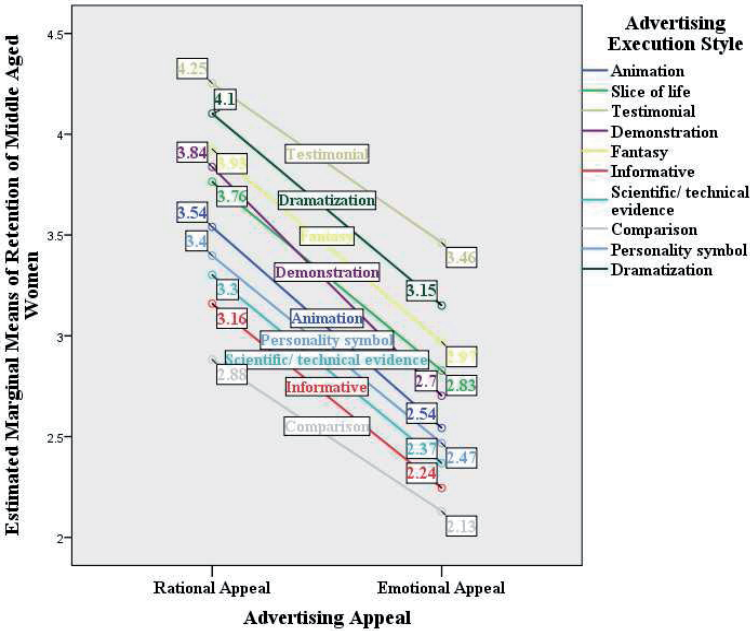 Estimated Marginal Means of Retention of Middle Aged
Women
4.5
4
3.5
3
2.5
2
4.25
4.1
3.84
3.93
3.76
3.54
3.4
3.3
3.16
2.88
Testimonial
Dramatization
Fantasy
Demonstration
Animation
Personality symbol
Scientific/ technical evidence
Informative
Comparison
3.46
3.15
2.97
2.7
2.83
2.54
2.37
2.47
2.24
2.13
Rational Appeal
Emotional Appeal
Advertising Appeal
Advertising
Execution Style
Animation
Slice of life
Testimonial
Demonstration
Fantasy
Informative
Scientific/ technical
evidence
Comparison
Personality symbol
Dramatization